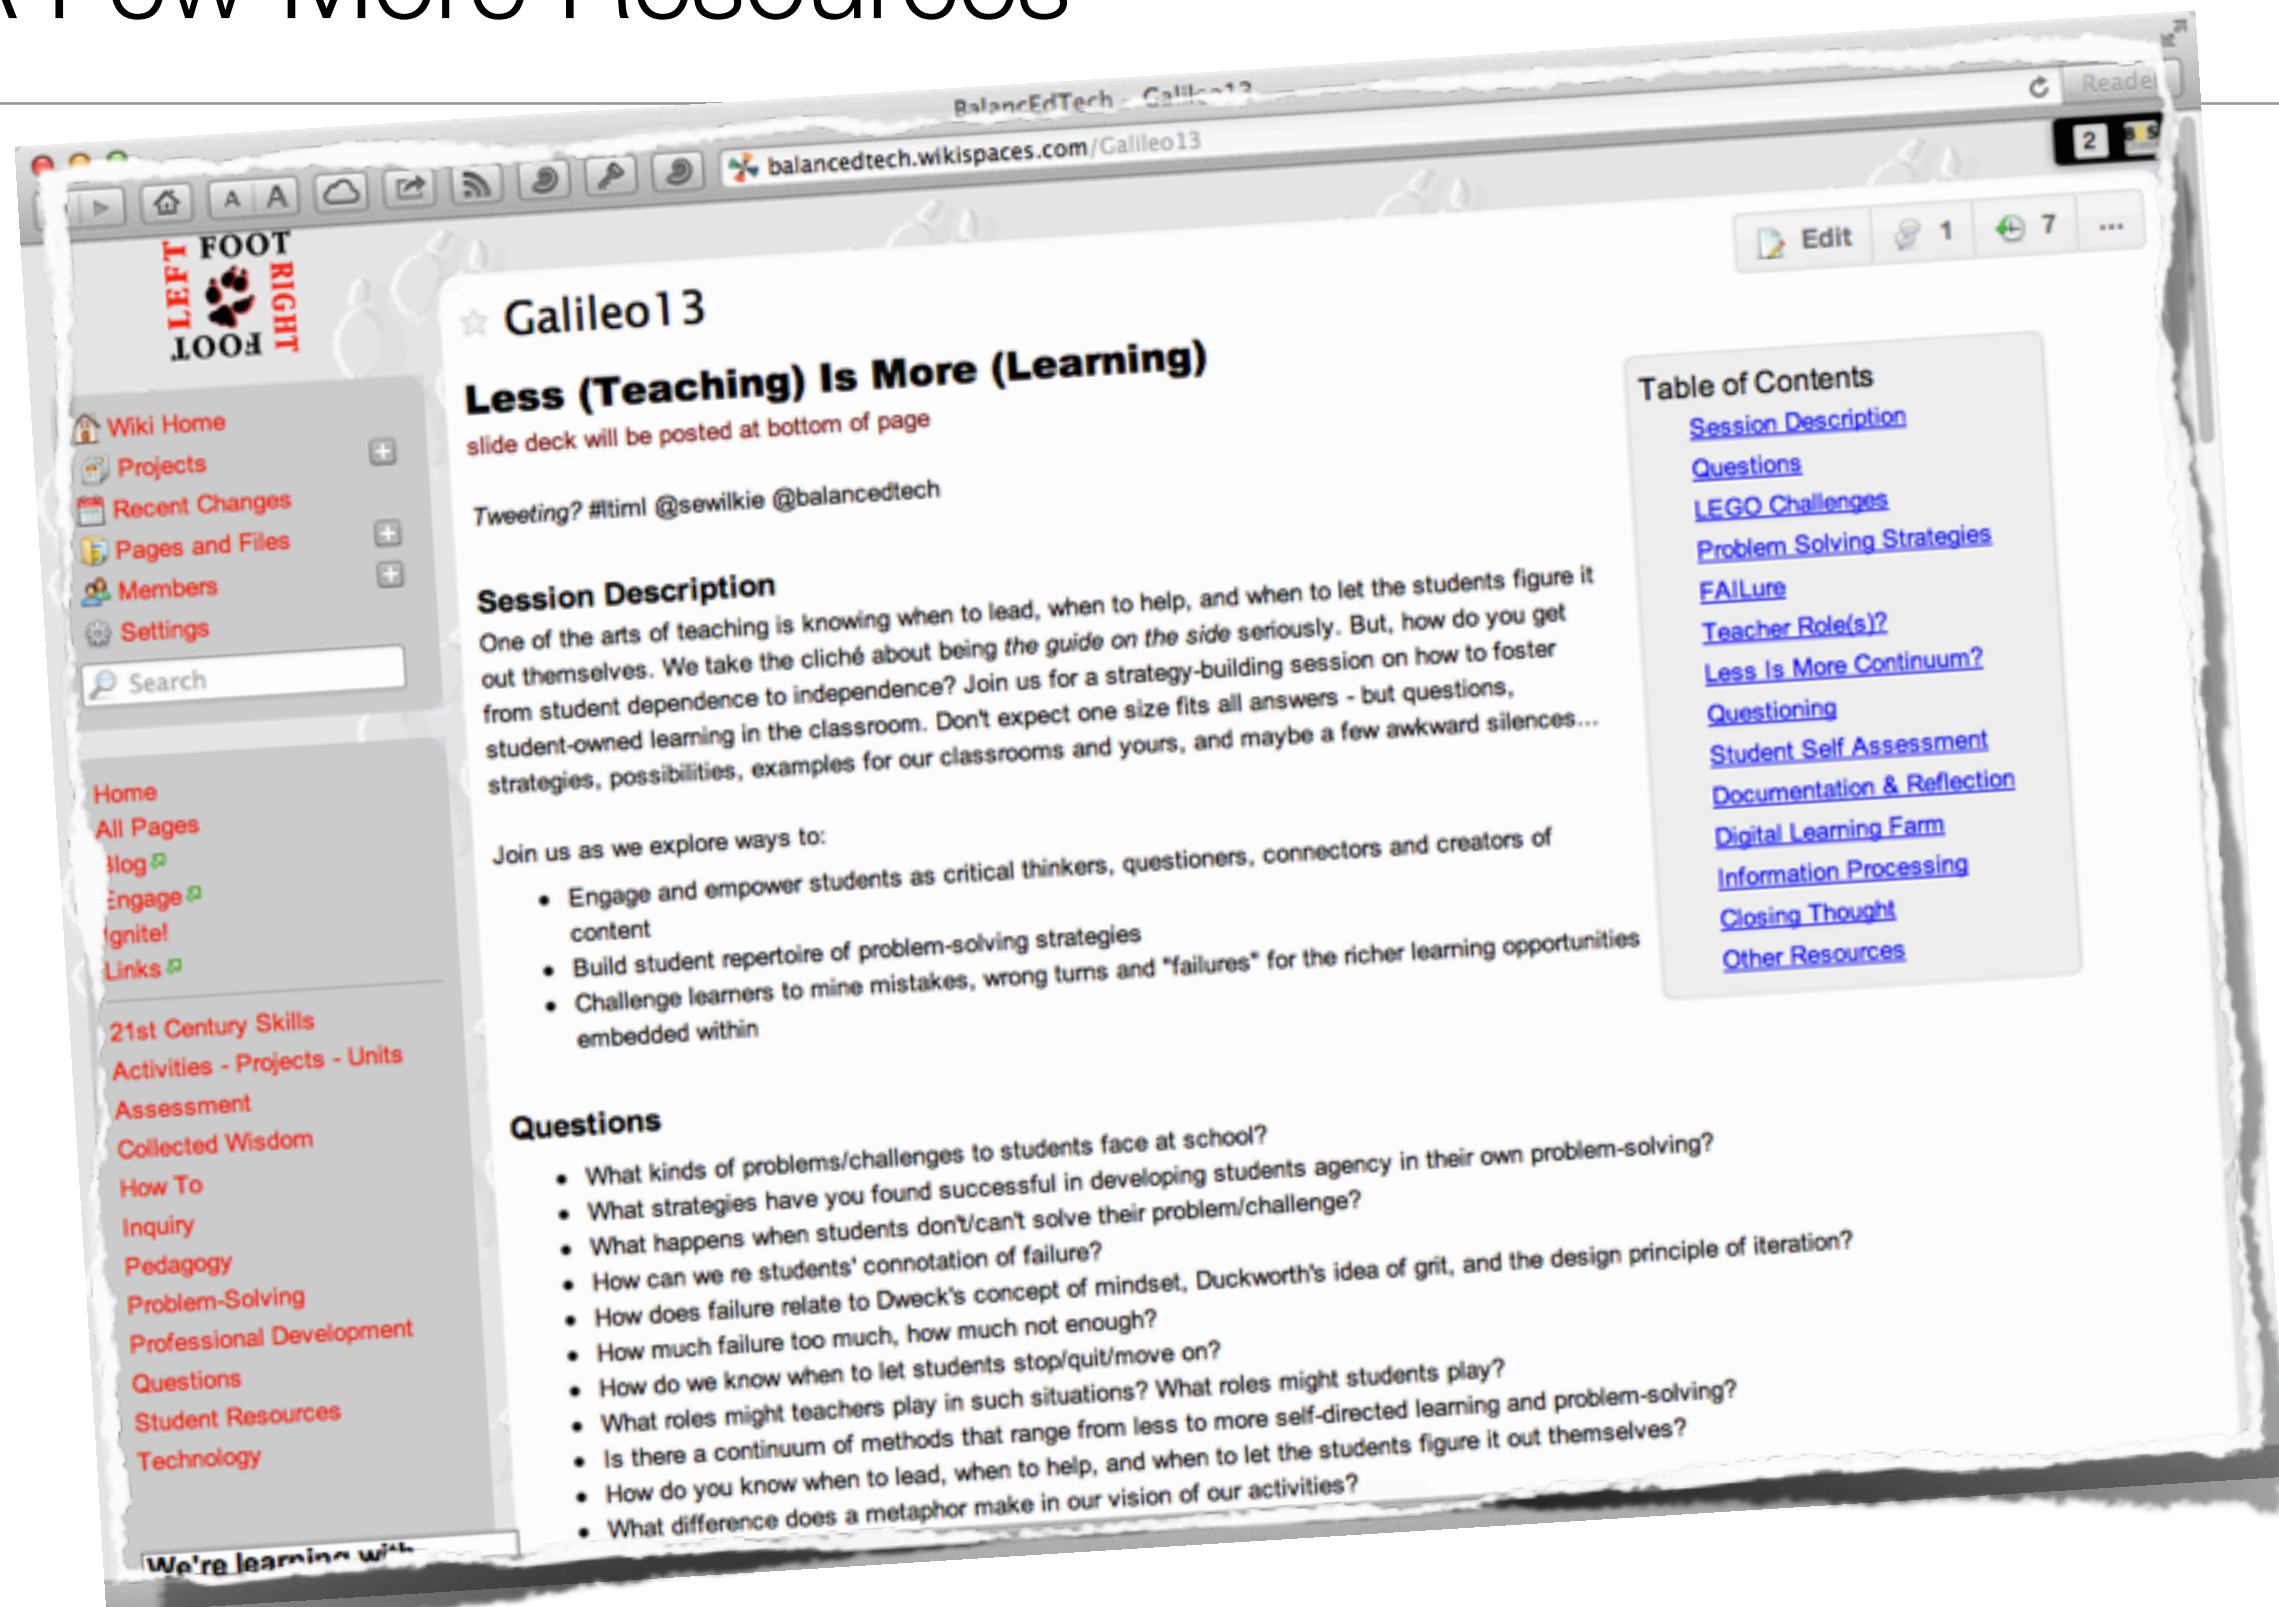 A Few More Resources
BalancEdTech - Galileo13
balancedtech.wikispaces.com/Galileo13
Reade
A A
2
LEFT FOOT
RIGHT FOOT
Edit 1 7 ...
Wiki Home
Projects
Recent Changes
Pages and Files
Members
Settings
Search
Home
All Pages
Blog
Engage
Ignite!
Links
21st Century Skills
Activities - Projects - Units
Assessment
Collected Wisdom
How To
Inquiry
Pedagogy
Problem-Solving
Professional Development
Questions
Student Resources
Technology
We're learning with
Galileo13
Less (Teaching) Is More (Learning)
slide deck will be posted at bottom of page
Tweeting? #ltiml @sewilkie @balancedtech
Session Description
One of the arts of teaching is knowing when to lead, when to help, and when to let the students figure it
out themselves. We take the cliché about being the guide on the side seriously. But, how do you get
from student dependence to independence? Join us for a strategy-building session on how to foster
student-owned learning in the classroom. Don't expect one size fits all answers - but questions,
strategies, possibilities, examples for our classrooms and yours, and maybe a few awkward silences...
Join us as we explore ways to:
• Engage and empower students as critical thinkers, questioners, connectors and creators of
content
• Build student repertoire of problem-solving strategies
• Challenge learners to mine mistakes, wrong turns and "failures" for the richer learning opportunities
embedded within
Questions
• What kinds of problems/challenges to students face at school?
• What strategies have you found successful in developing students agency in their own problem-solving?
• What happens when students don't/can't solve their problem/challenge?
• How can we re students' connotation of failure?
• How does failure relate to Dweck's concept of mindset, Duckworth's idea of grit, and the design principle of iteration?
• How much failure too much, how much not enough?
• How do we know when to let students stop/quit/move on?
• What roles might teachers play in such situations? What roles might students play?
• Is there a continuum of methods that range from less to more self-directed learning and problem-solving?
• How do you know when to lead, when to help, and when to let the students figure it out themselves?
• What difference does a metaphor make in our vision of our activities?
Table of Contents
Session Description
Questions
LEGO Challenges
Problem Solving Strategies
FAILure
Teacher Role(s)?
Less Is More Continuum?
Questioning
Student Self Assessment
Documentation & Reflection
Digital Learning Farm
Information Processing
Closing Thought
Other Resources